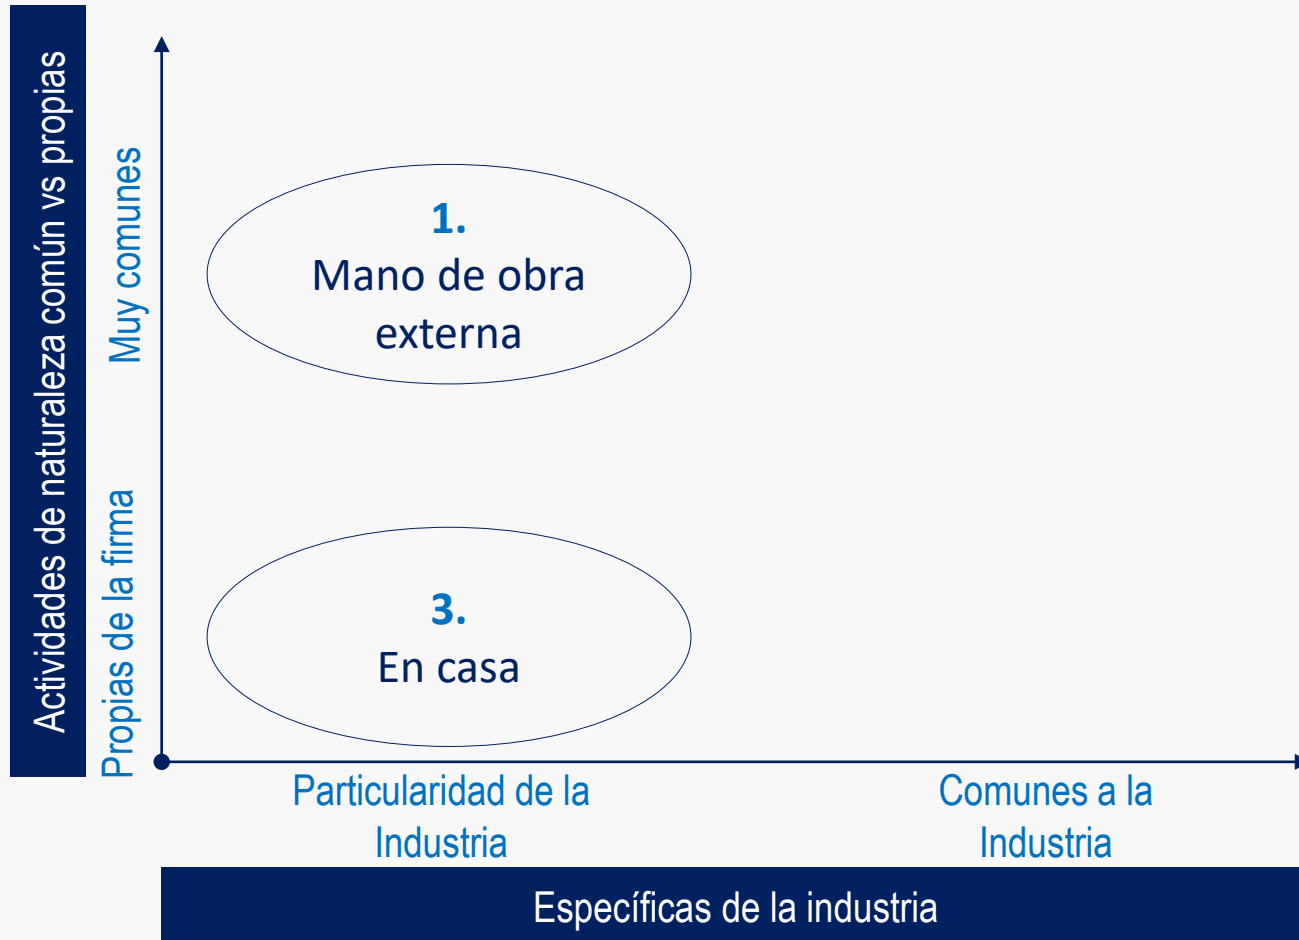 Actividades de naturaleza común vs propias
Muy comunes
Propias de la firma
1.
Mano de obra
externa
3.
En casa
Particularidad de la
Industria
Comunes a la
Industria
Específicas de la industria